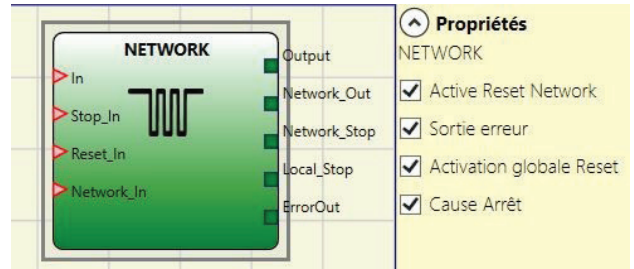 NETWORK
In
Stop_In
Reset_In
Network_In
Output
Network_Out
Network_Stop
Local_Stop
ErrorOut
Propriétés
NETWORK
Active Reset Network
Sortie erreur
Activation globale Reset
Cause Arrêt